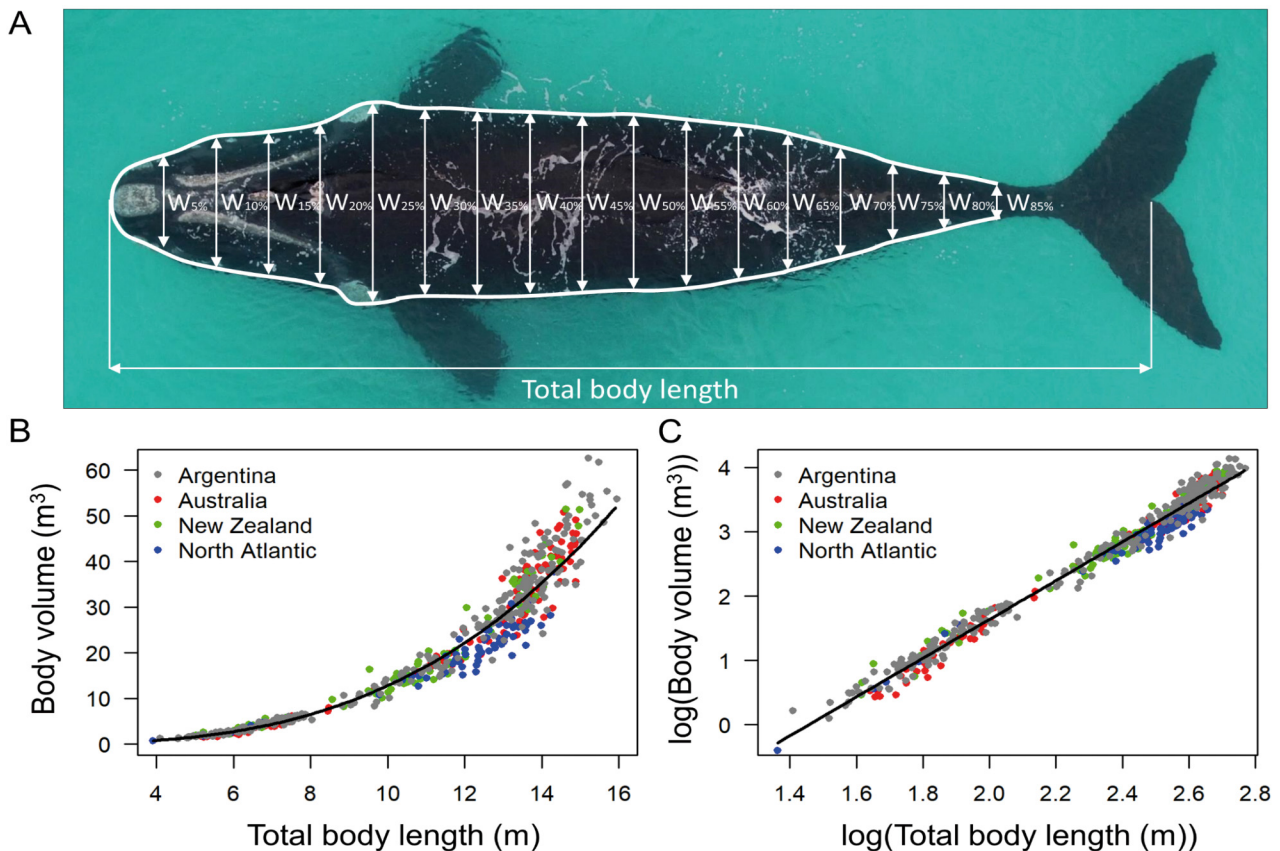 A
W5% W10% W15% W20% W25% W30% W35% W40% W45% W50% W55% W60% W65% W70% W75% W80% W85%
Total body length
B
Body volume (m³)
60
50
40
30
20
10
0
Argentina
Australia
New Zealand
North Atlantic
4 6 8 10 12 14 16
Total body length (m)
C
log(Body volume (m³))
4
3
2
1
0
Argentina
Australia
New Zealand
North Atlantic
1.4 1.6 1.8 2.0 2.2 2.4 2.6 2.8
log(Total body length (m))